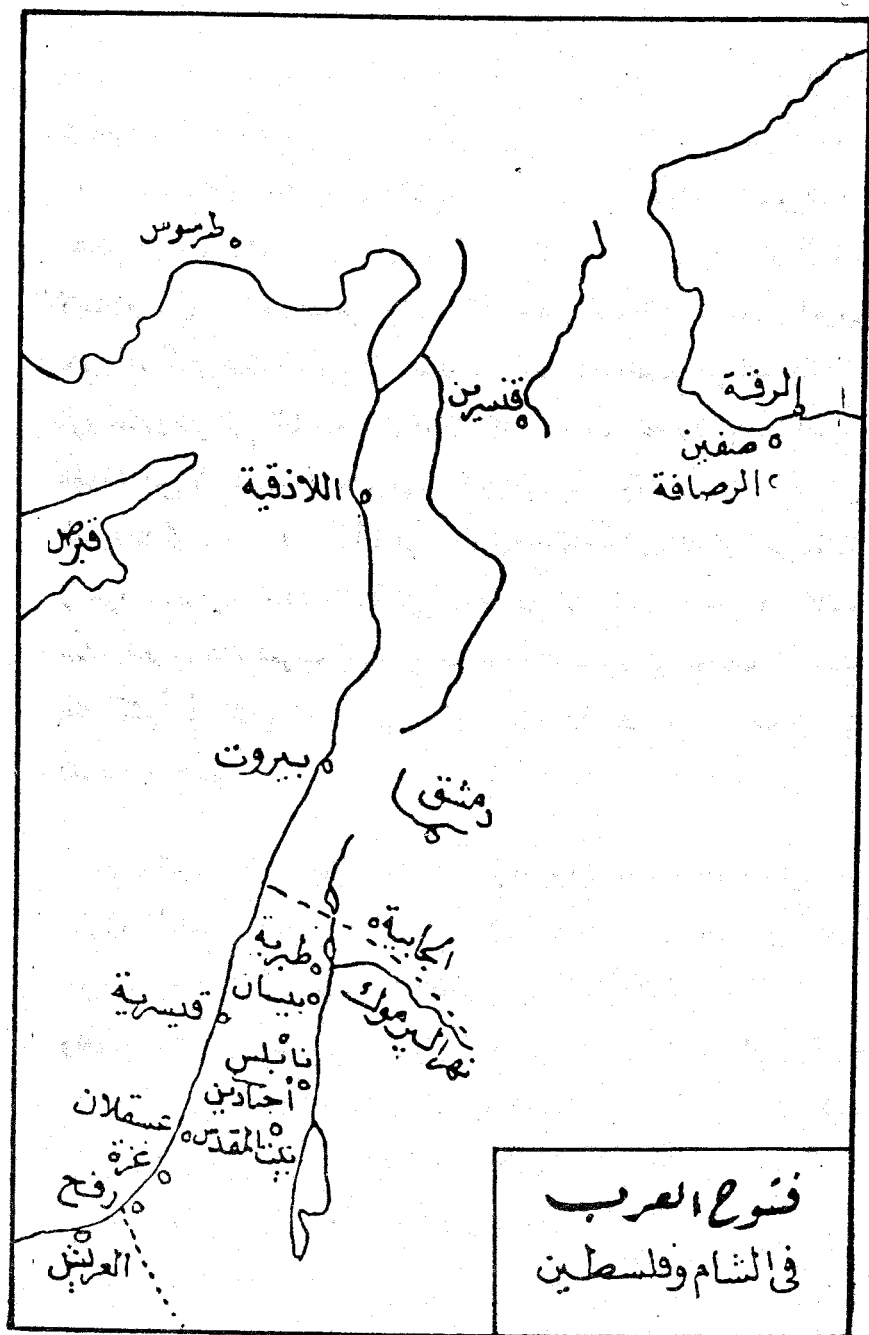 طرسوس
قنسرين
الرقة
صفين
الرصافة
اللاذقية
قبرص
بيروت
دمشق
الجابية
طبرية
نهر اليرموك
بيسان
قيسرية
نابلس
أجنادين
بيت المقدس
عسقلان
غزة
رفح
العريش
فتوح العرب
فى الشام وفلسطين